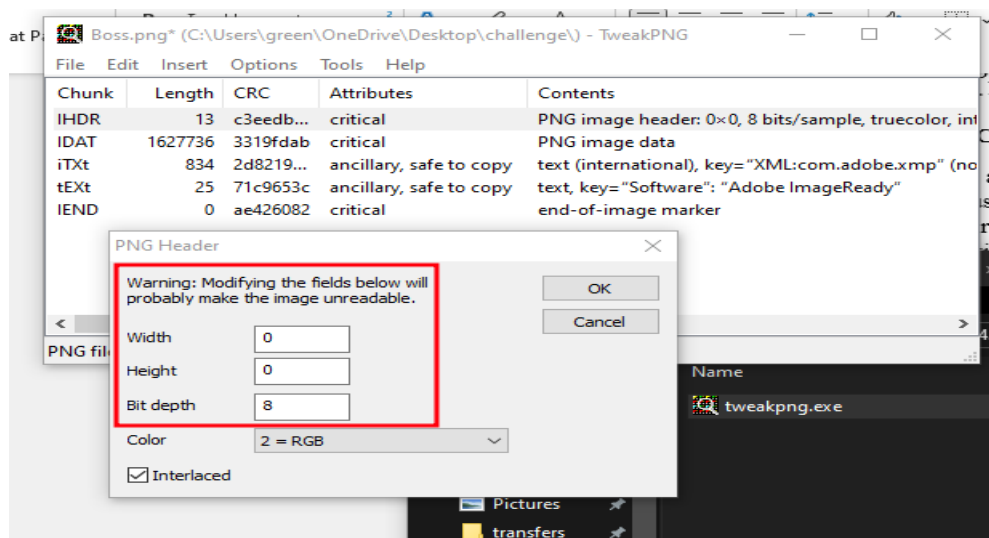 at P
Boss.png* (C:\Users\green\OneDrive\Desktop\challenge\) - TweakPNG
File Edit Insert Options Tools Help
Chunk Length CRC Attributes Contents
IHDR 13 c3eedb... critical PNG image header: 0×0, 8 bits/sample, truecolor, int
IDAT 1627736 3319fdab critical PNG image data
iTXt 834 2d8219... ancillary, safe to copy text (international), key="XML:com.adobe.xmp" (no
tEXt 25 71c9653c ancillary, safe to copy text, key="Software": "Adobe ImageReady"
IEND 0 ae426082 critical end-of-image marker
PNG fil
PNG Header
Warning: Modifying the fields below will
probably make the image unreadable.
Width 0
Height 0
Bit depth 8
Color 2 = RGB
Interlaced
OK
Cancel
Name
tweakpng.exe
Pictures
transfers